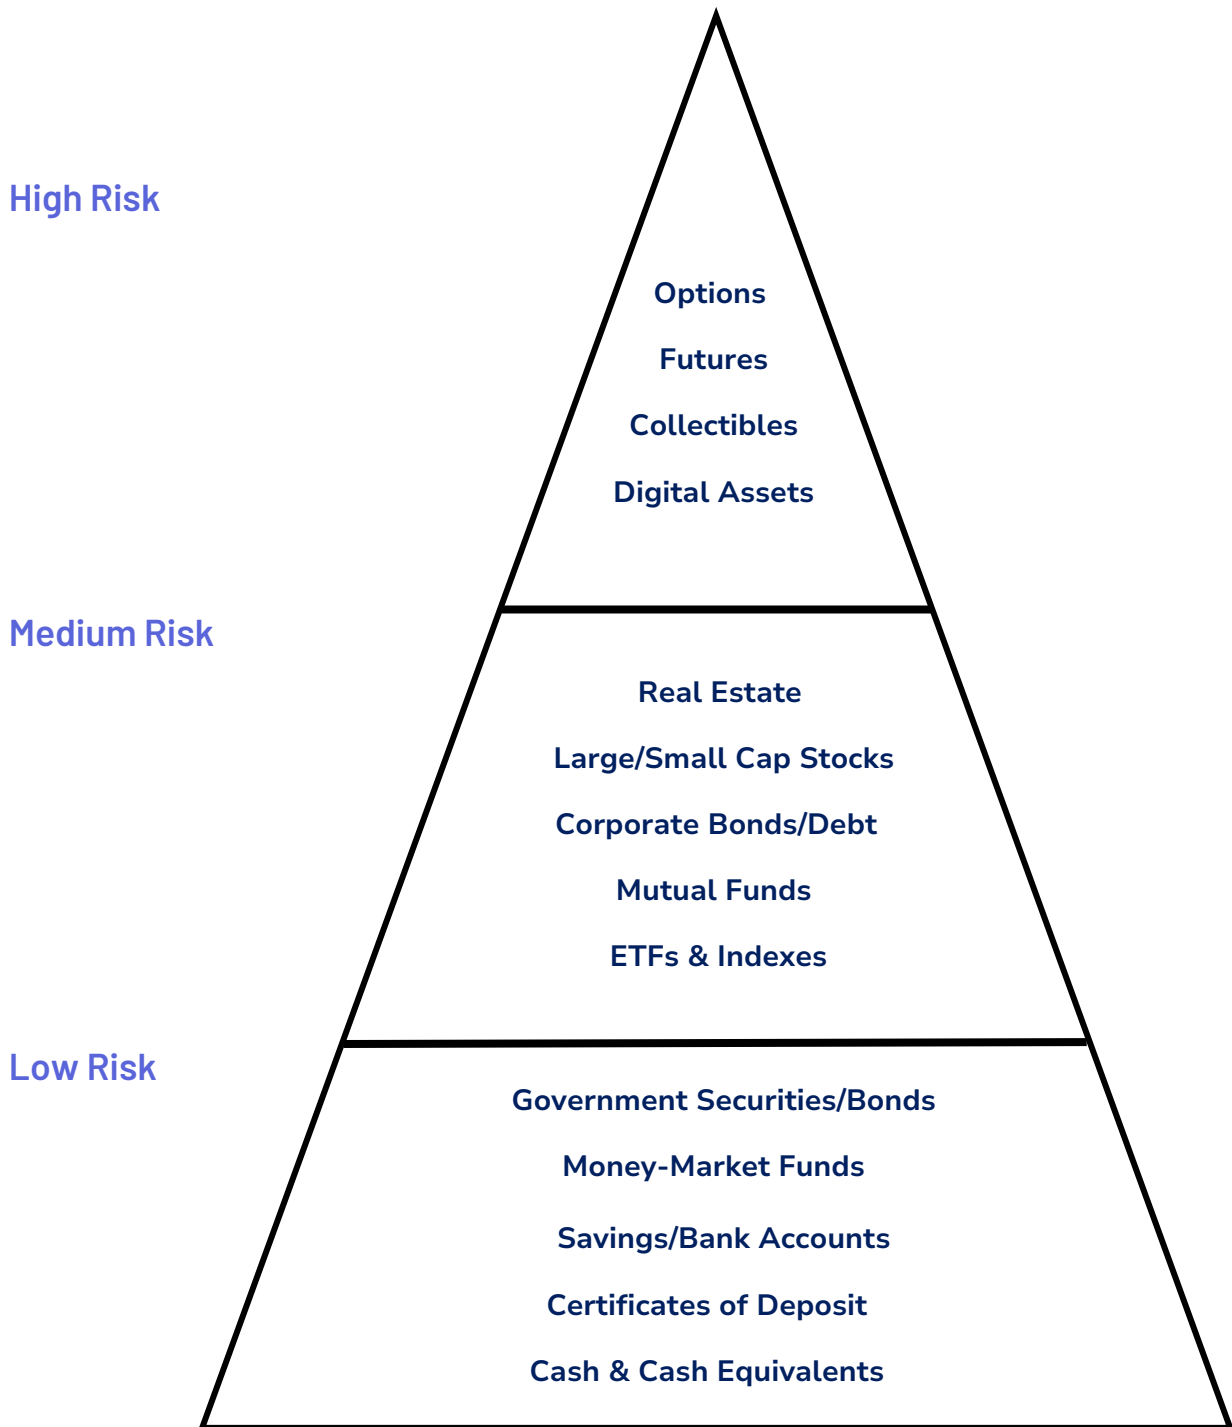 High Risk
Options
Futures
Collectibles
Digital Assets
Medium Risk
Real Estate
Large/Small Cap Stocks
Corporate Bonds/Debt
Mutual Funds
ETFs & Indexes
Low Risk
Government Securities/Bonds
Money-Market Funds
Savings/Bank Accounts
Certificates of Deposit
Cash & Cash Equivalents